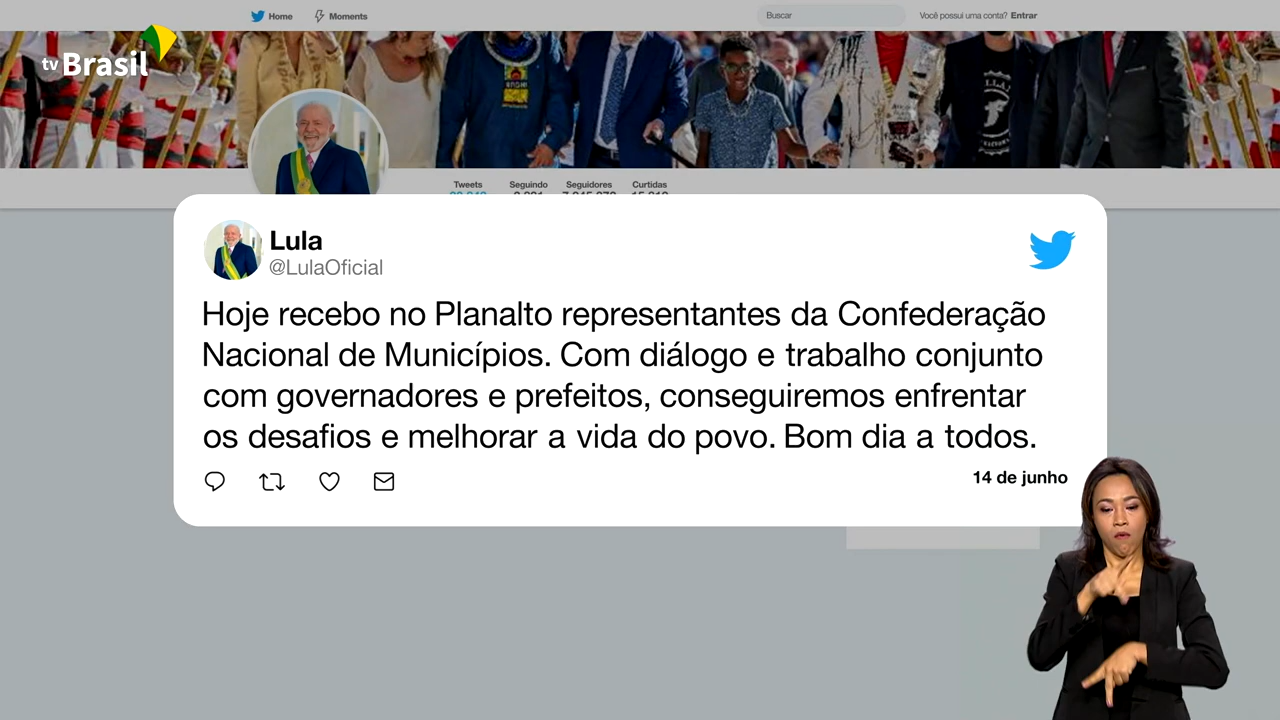 Home
Moments
Buscar
Você possui uma conta? Entrar
tv Brasil
Tweets
Seguindo
Seguidores
Curtidas
Lula
@LulaOficial
Hoje recebo no Planalto representantes da Confederação
Nacional de Municípios. Com diálogo e trabalho conjunto
com governadores e prefeitos, conseguiremos enfrentar
os desafios e melhorar a vida do povo. Bom dia a todos.
14 de junho